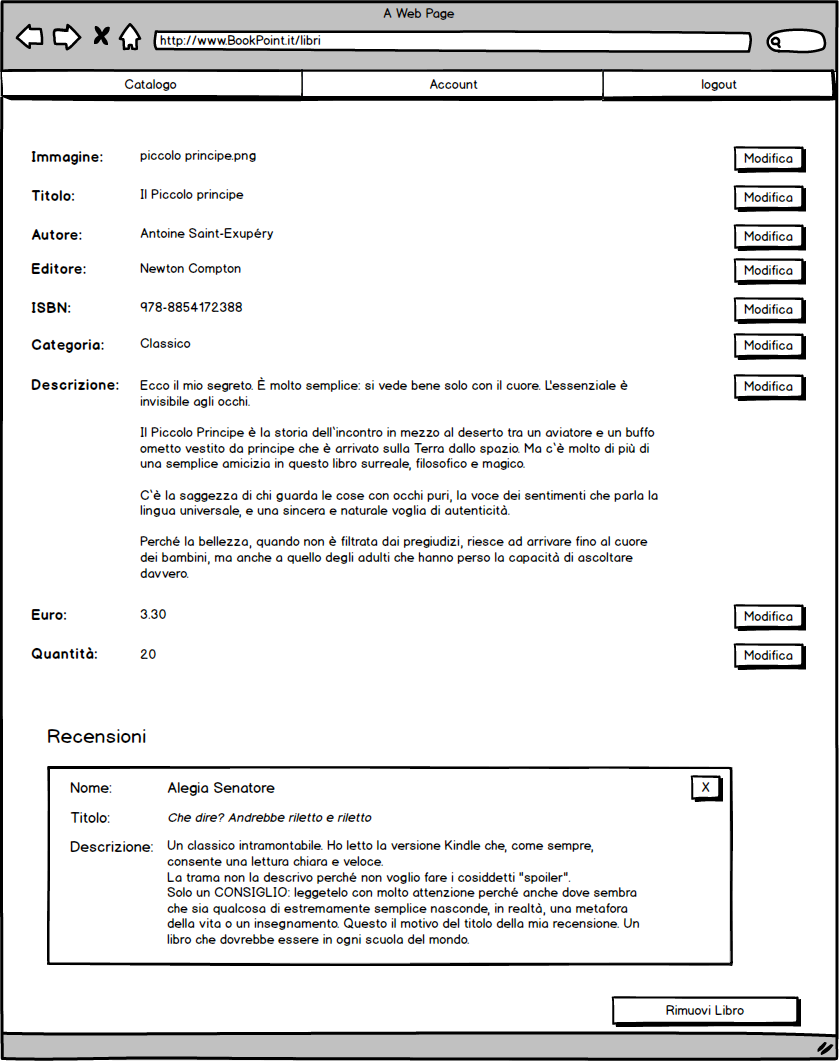 A Web Page
http://www.BookPoint.it/libri
Catalogo Account logout
Immagine: piccolo principe.png Modifica
Titolo: Il Piccolo principe Modifica
Autore: Antoine Saint-Exupéry Modifica
Editore: Newton Compton Modifica
ISBN: 978-8854172388 Modifica
Categoria: Classico Modifica
Descrizione: Ecco il mio segreto. È molto semplice: si vede bene solo con il cuore. L'essenziale è Modifica
invisibile agli occhi.
Il Piccolo Principe è la storia dell`incontro in mezzo al deserto tra un aviatore e un buffo
ometto vestito da principe che è arrivato sulla Terra dallo spazio. Ma c`è molto di più di
una semplice amicizia in questo libro surreale, filosofico e magico.
C`è la saggezza di chi guarda le cose con occhi puri, la voce dei sentimenti che parla la
lingua universale, e una sincera e naturale voglia di autenticità.
Perché la bellezza, quando non è filtrata dai pregiudizi, riesce ad arrivare fino al cuore
dei bambini, ma anche a quello degli adulti che hanno perso la capacità di ascoltare
davvero.
Euro: 3.30 Modifica
Quantità: 20 Modifica
Recensioni
Nome: Alegia Senatore X
Titolo: Che dire? Andrebbe riletto e riletto
Descrizione: Un classico intramontabile. Ho letto la versione Kindle che, come sempre,
consente una lettura chiara e veloce.
La trama non la descrivo perché non voglio fare i cosiddetti "spoiler".
Solo un CONSIGLIO: leggetelo con molto attenzione perché anche dove sembra
che sia qualcosa di estremamente semplice nasconde, in realtà, una metafora
della vita o un insegnamento. Questo il motivo del titolo della mia recensione. Un
libro che dovrebbe essere in ogni scuola del mondo.
Rimuovi Libro